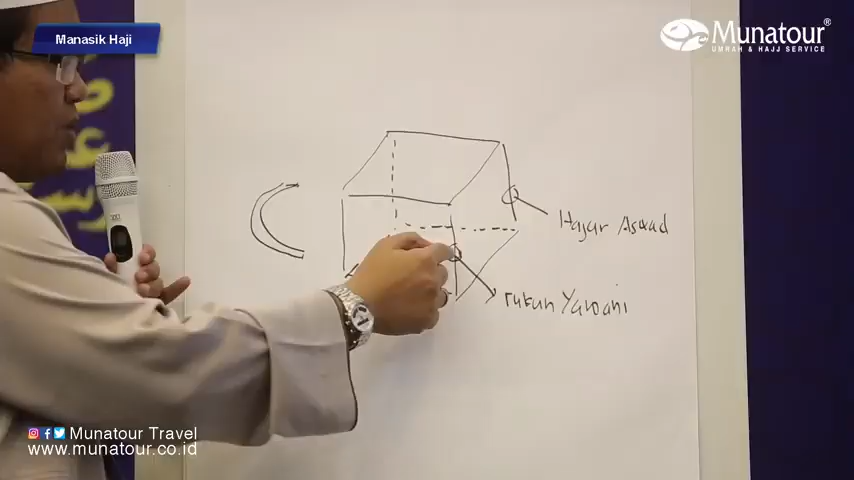 Manasik Haji
Munatour®
UMRAH & HAJJ SERVICE
Hajar Aswad
rukun Yamani
Munatour Travel
www.munatour.co.id